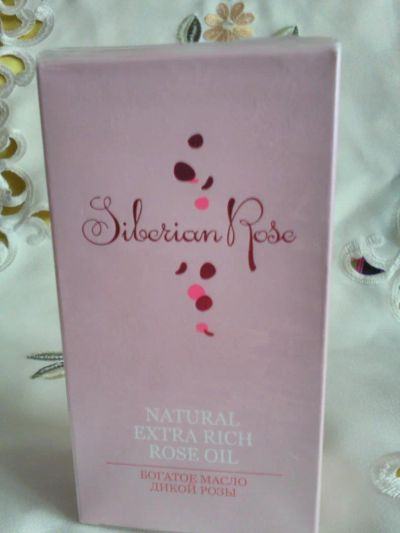 Siberian Rose
NATURAL
EXTRA RICH
ROSE OIL
БОГАТОЕ МАСЛО
ДИКОЙ РОЗЫ